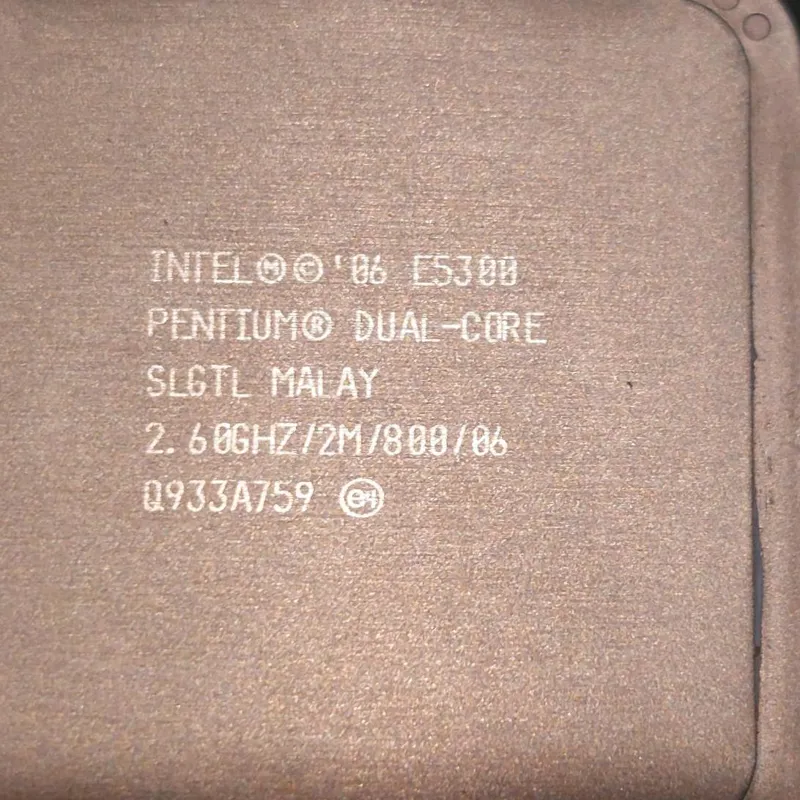 INTEL Ⓜ © '06 E5300
PENTIUM® DUAL-CORE
SLGTL MALAY
2.60GHZ/2M/800/06
Q933A759 e4